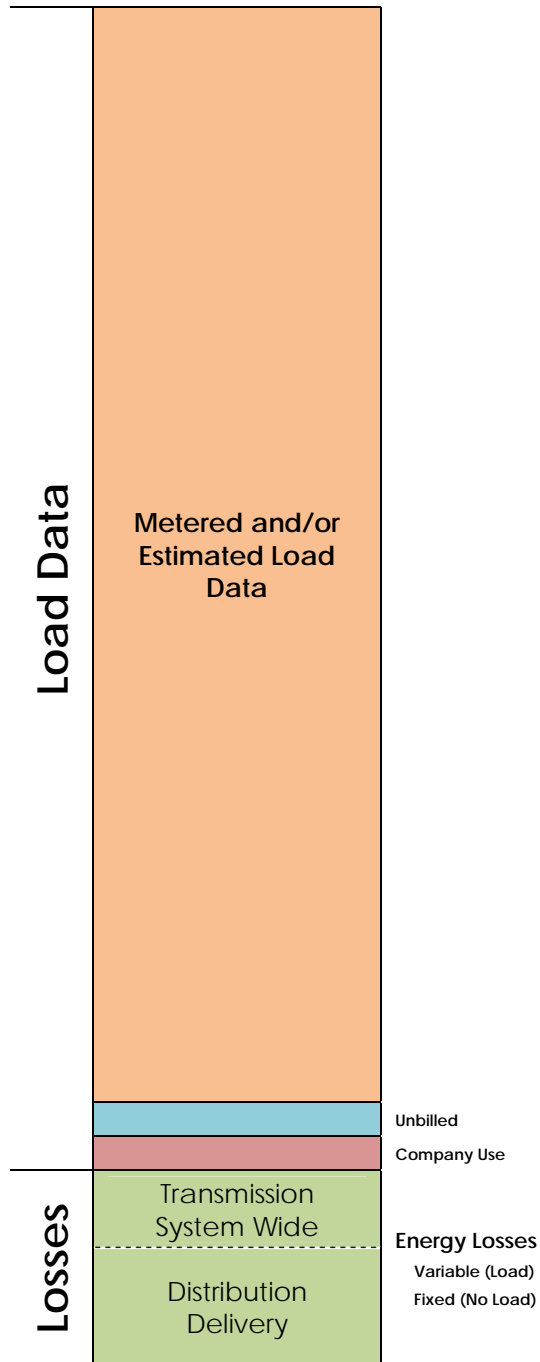 Load Data
Metered and/or
Estimated Load
Data
Unbilled
Company Use
Losses
Transmission
System Wide
Distribution
Delivery
Energy Losses
Variable (Load)
Fixed (No Load)